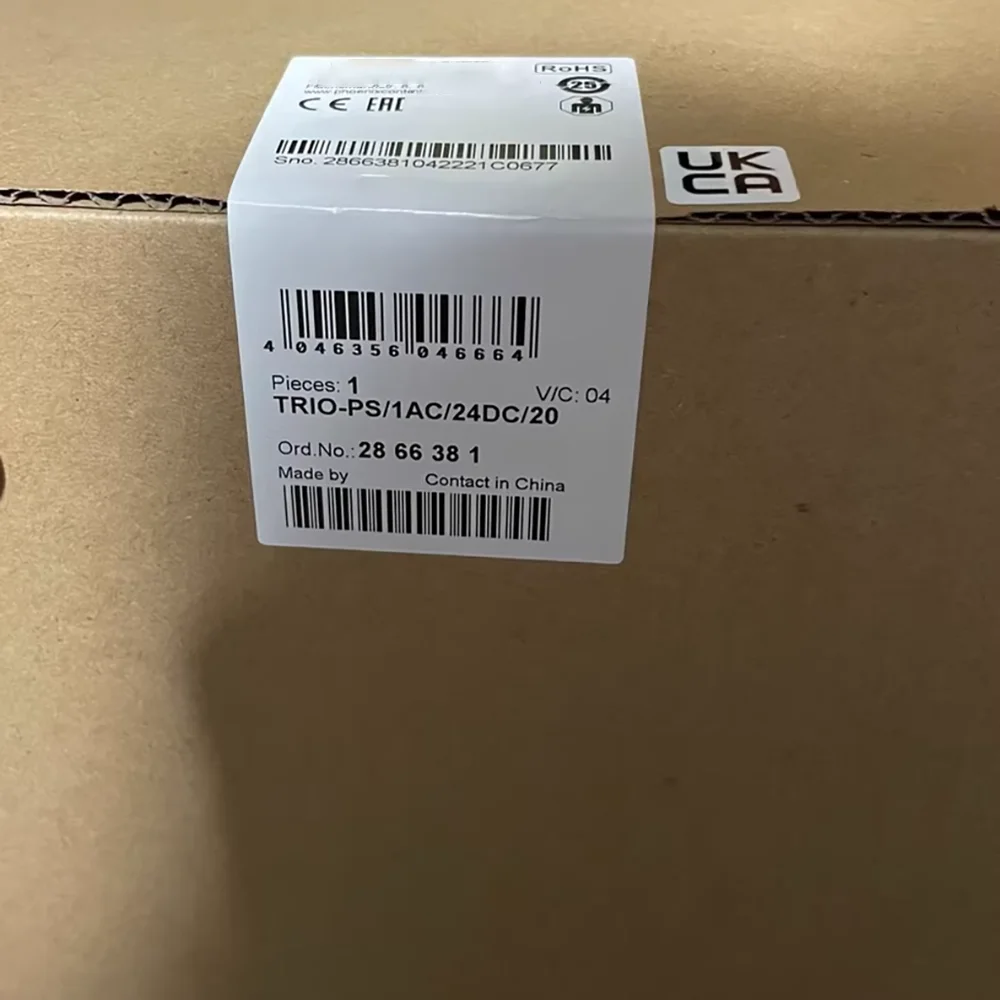 RoHS
25
CE EAC
Sno. 2866381042221C0677
UK
CA
4 046356 046664
Pieces: 1
V/C: 04
TRIO-PS/1AC/24DC/20
Ord.No.: 28 66 38 1
Made by Contact in China